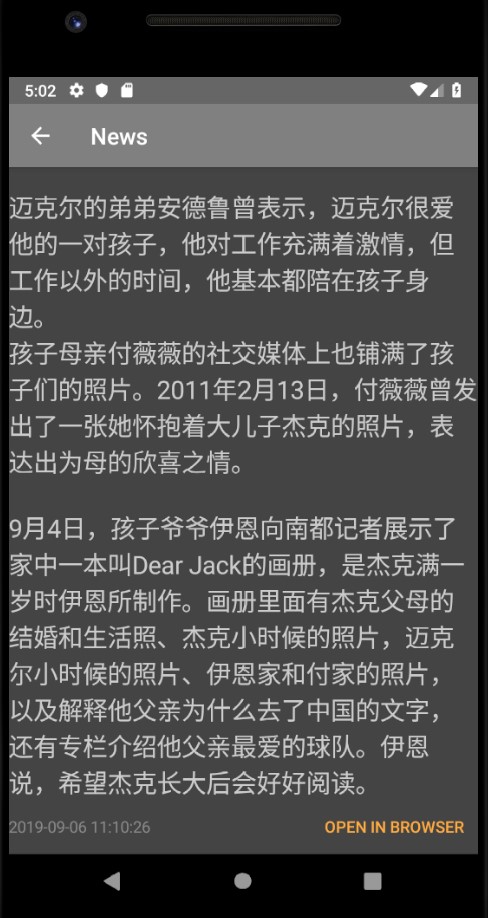 5:02
News
迈克尔的弟弟安德鲁曾表示，迈克尔很爱
他的一对孩子，他对工作充满着激情，但
工作以外的时间，他基本都陪在孩子身
边。
孩子母亲付薇薇的社交媒体上也铺满了孩
子们的照片。2011年2月13日，付薇薇曾发
出了一张她怀抱着大儿子杰克的照片，表
达出为母的欣喜之情。
9月4日，孩子爷爷伊恩向南都记者展示了
家中一本叫Dear Jack的画册，是杰克满一
岁时伊恩所制作。画册里面有杰克父母的
结婚和生活照、杰克小时候的照片，迈克
尔小时候的照片、伊恩家和付家的照片，
以及解释他父亲为什么去了中国的文字，
还有专栏介绍他父亲最爱的球队。伊恩
说，希望杰克长大后会好好阅读。
2019-09-06 11:10:26
OPEN IN BROWSER